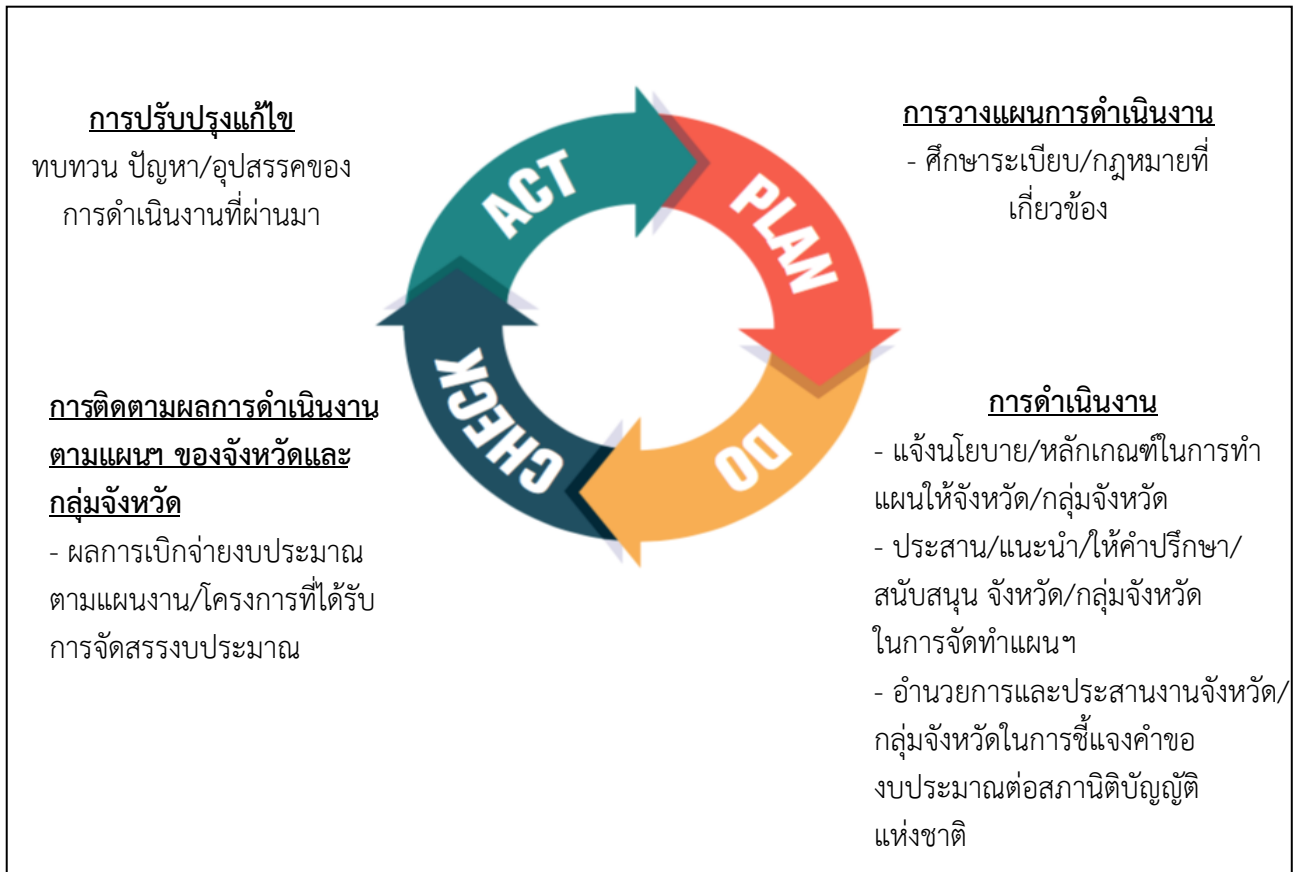 การปรับปรุงแก้ไข
ทบทวน ปัญหา/อุปสรรคของ
การดำเนินงานที่ผ่านมา
ACT
PLAN
การวางแผนการดำเนินงาน
- ศึกษาระเบียบ/กฎหมายที่
เกี่ยวข้อง
การติดตามผลการดำเนินงาน
ตามแผนฯ ของจังหวัดและ
กลุ่มจังหวัด
- ผลการเบิกจ่ายงบประมาณ
ตามแผนงาน/โครงการที่ได้รับ
การจัดสรรงบประมาณ
CHECK
DO
การดำเนินงาน
- แจ้งนโยบาย/หลักเกณฑ์ในการทำ
แผนให้จังหวัด/กลุ่มจังหวัด
- ประสาน/แนะนำ/ให้คำปรึกษา/
สนับสนุน จังหวัด/กลุ่มจังหวัด
ในการจัดทำแผนฯ
- อำนวยการและประสานงานจังหวัด/
กลุ่มจังหวัดในการชี้แจงคำขอ
งบประมาณต่อสภานิติบัญญัติ
แห่งชาติ